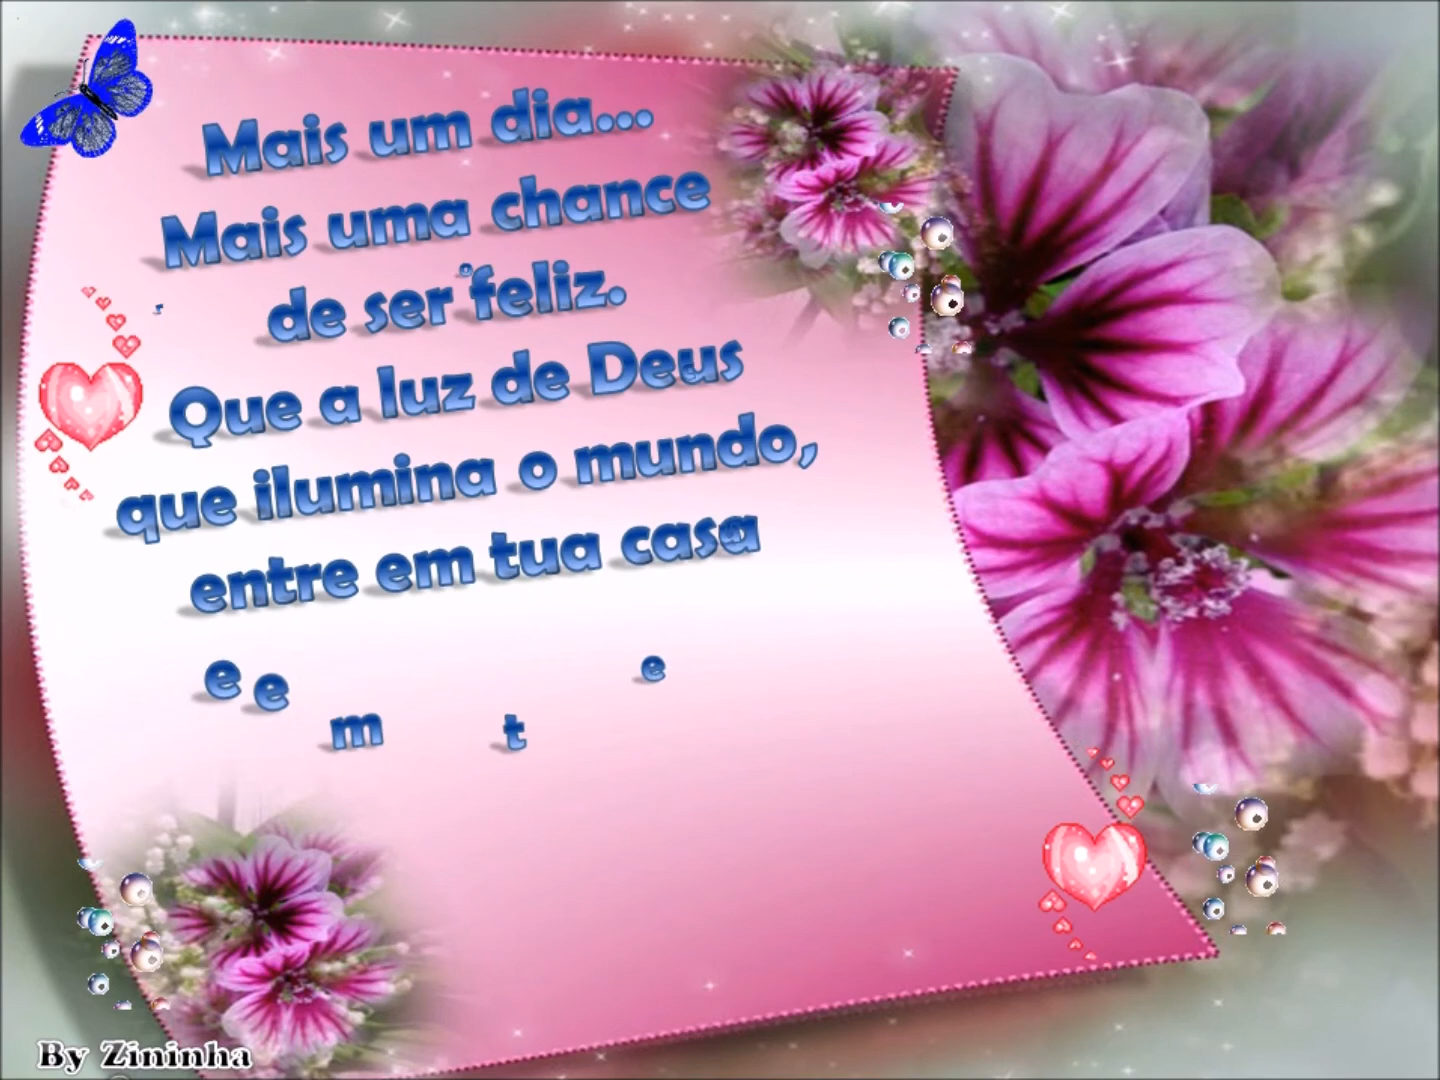 Mais um dia...
Mais uma chance
de ser feliz.
Que a luz de Deus
que ilumina o mundo,
entre em tua casa
e e m t e
By Zininha